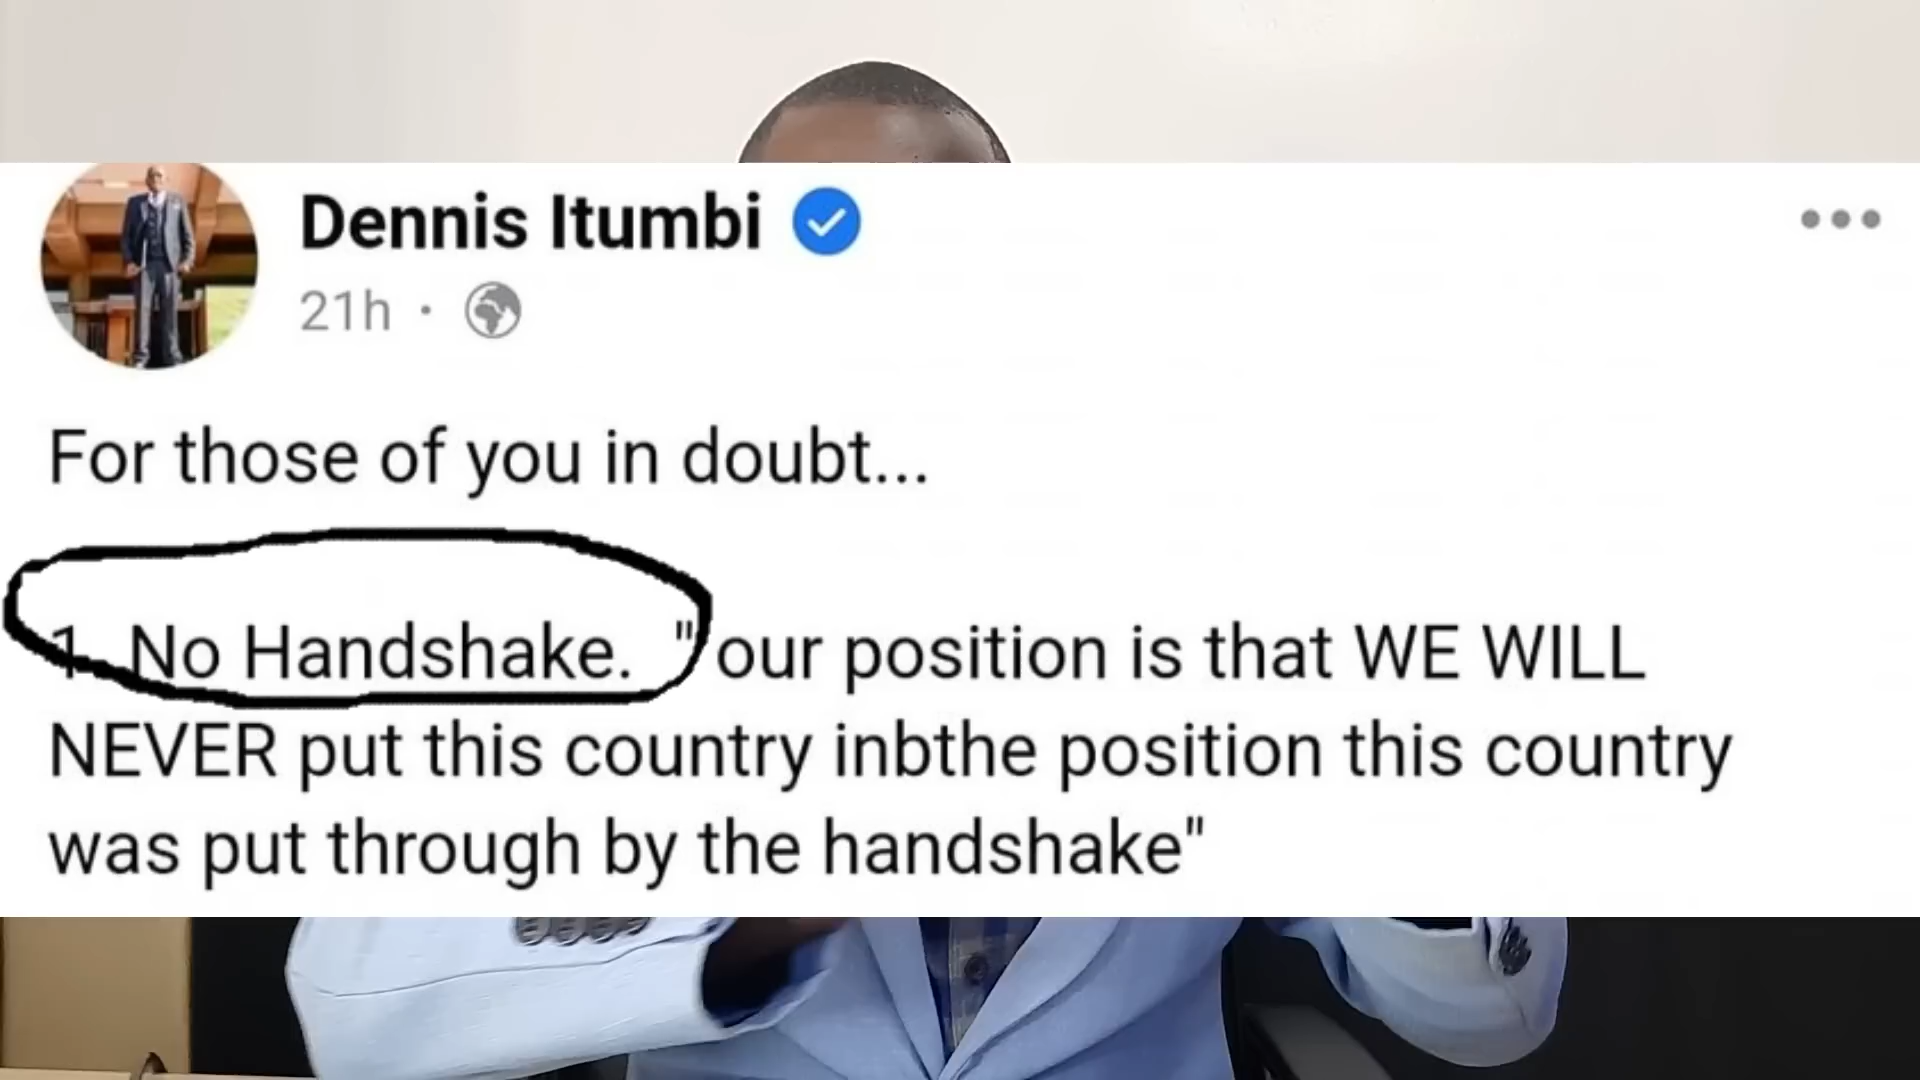 Dennis Itumbi
21h ·
For those of you in doubt...
1. No Handshake. " our position is that WE WILL
NEVER put this country inbthe position this country
was put through by the handshake"